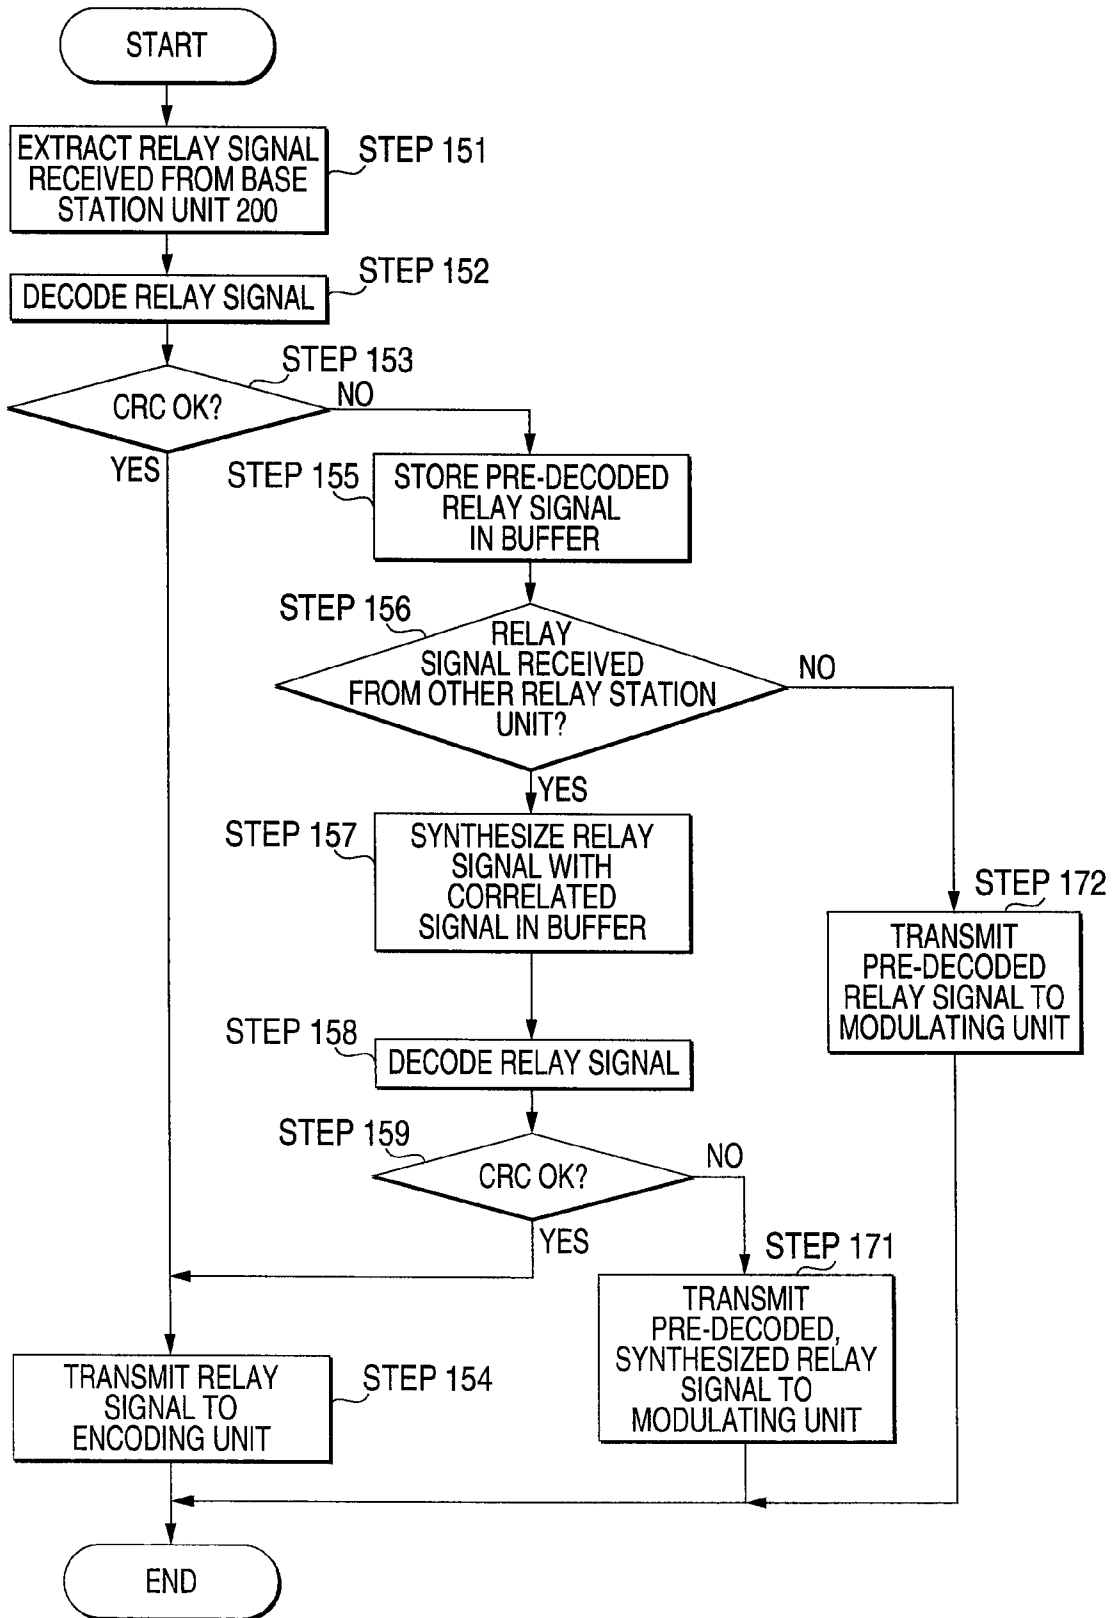 START
EXTRACT RELAY SIGNAL
RECEIVED FROM BASE
STATION UNIT 200
STEP 151
DECODE RELAY SIGNAL
STEP 152
CRC OK?
STEP 153
NO
YES
STEP 155
STORE PRE-DECODED
RELAY SIGNAL
IN BUFFER
STEP 156
RELAY
SIGNAL RECEIVED
FROM OTHER RELAY STATION
UNIT?
NO
YES
STEP 157
SYNTHESIZE RELAY
SIGNAL WITH
CORRELATED
SIGNAL IN BUFFER
STEP 172
TRANSMIT
PRE-DECODED
RELAY SIGNAL TO
MODULATING UNIT
STEP 158
DECODE RELAY SIGNAL
STEP 159
CRC OK?
NO
YES
STEP 171
TRANSMIT
PRE-DECODED,
SYNTHESIZED RELAY
SIGNAL TO
MODULATING UNIT
TRANSMIT RELAY
SIGNAL TO
ENCODING UNIT
STEP 154
END